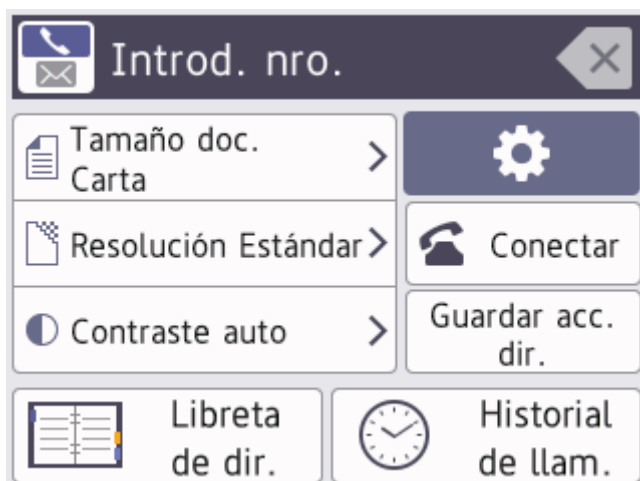 Introd. nro.
Tamaño doc.
Carta
Resolución Estándar
Contraste auto
Conectar
Guardar acc.
dir.
Libreta
de dir.
Historial
de llam.